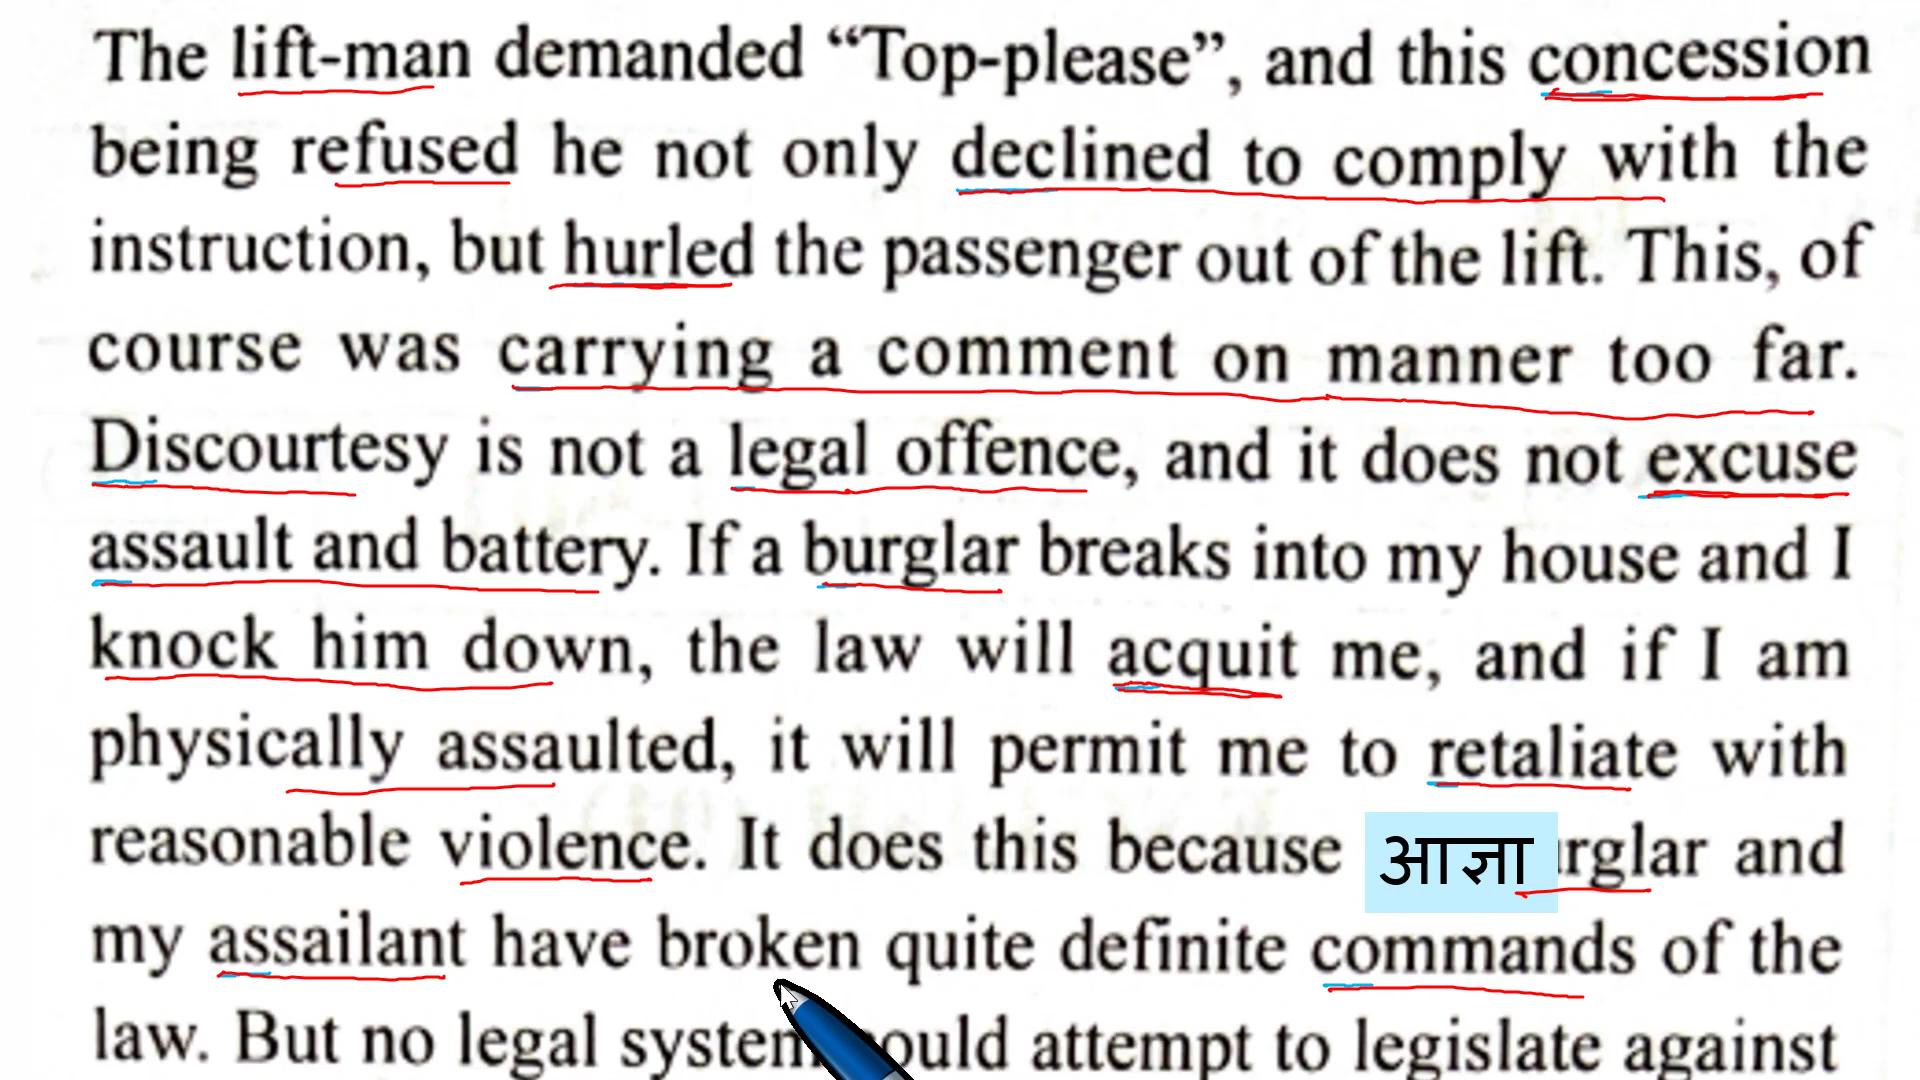 The lift-man demanded “Top-please”, and this concession
being refused he not only declined to comply with the
instruction, but hurled the passenger out of the lift. This, of
course was carrying a comment on manner too far.
Discourtesy is not a legal offence, and it does not excuse
assault and battery. If a burglar breaks into my house and I
knock him down, the law will acquit me, and if I am
physically assaulted, it will permit me to retaliate with
reasonable violence. It does this because आज्ञा urglar and
my assailant have broken quite definite commands of the
law. But no legal system ould attempt to legislate against